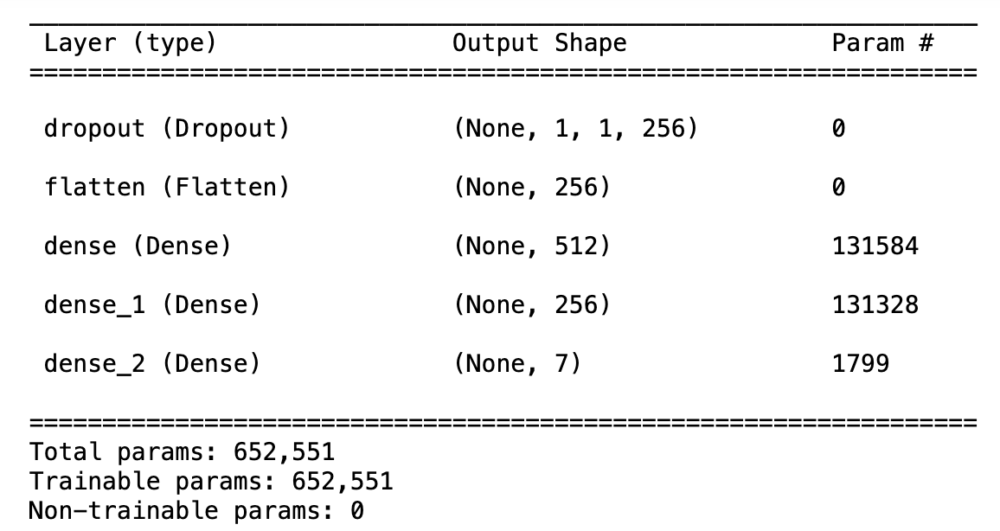 Layer (type) Output Shape Param #
dropout (Dropout) (None, 1, 1, 256) 0
flatten (Flatten) (None, 256) 0
dense (Dense) (None, 512) 131584
dense_1 (Dense) (None, 256) 131328
dense_2 (Dense) (None, 7) 1799
Total params: 652,551
Trainable params: 652,551
Non-trainable params: 0